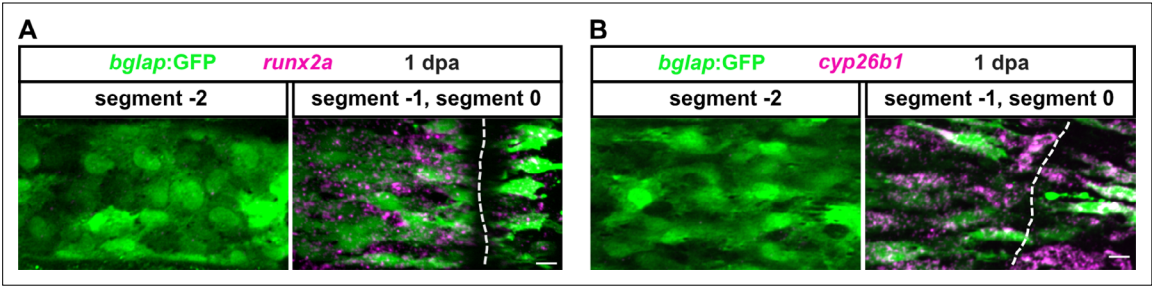 A
bglap:GFP runx2a 1 dpa
segment -2
segment -1, segment 0
B
bglap:GFP cyp26b1 1 dpa
segment -2
segment -1, segment 0